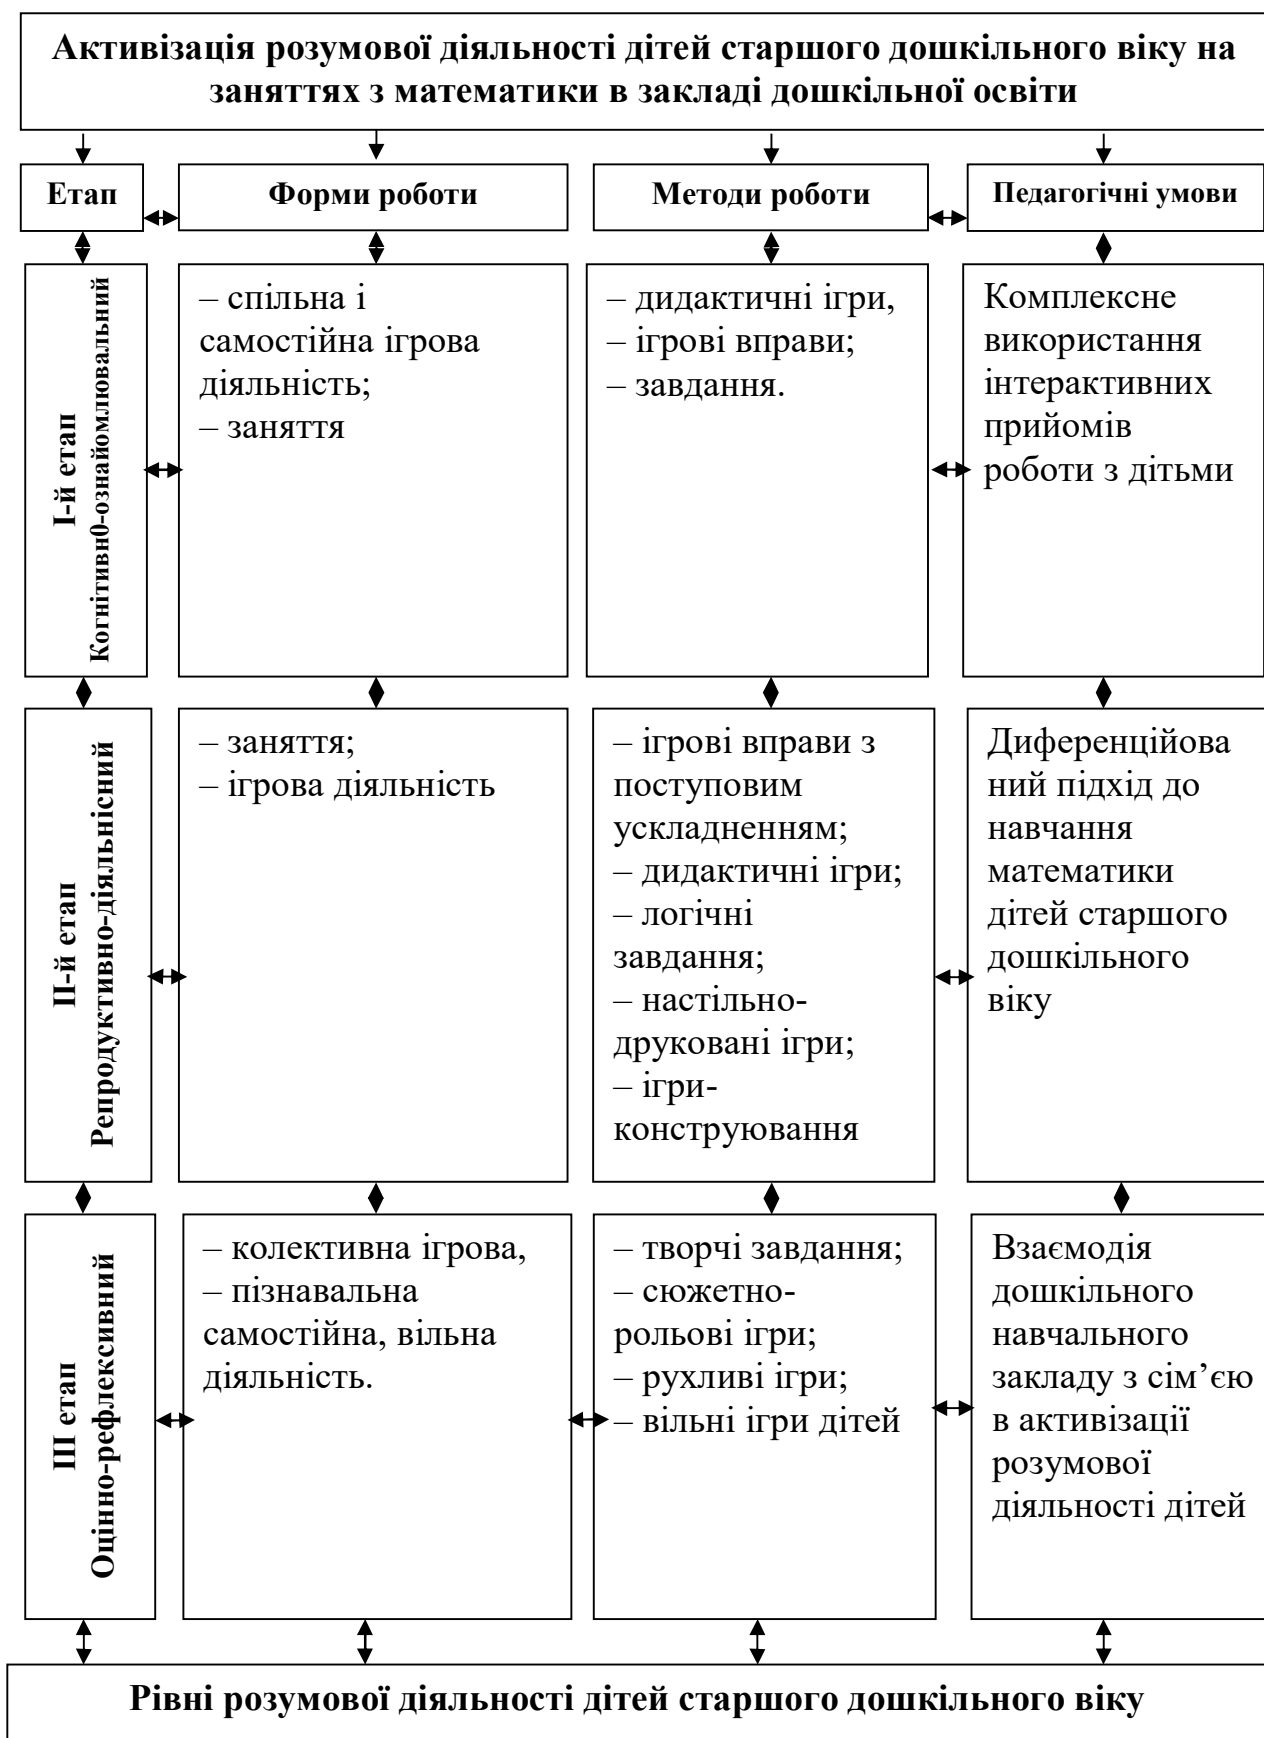 Активізація розумової діяльності дітей старшого дошкільного віку на
заняттях з математики в закладі дошкільної освіти
Етап
Форми роботи
Методи роботи
Педагогічні умови
І-й етап
Когнітивн0-ознайомлювальний
– спільна і
самостійна ігрова
діяльність;
– заняття
– дидактичні ігри,
– ігрові вправи;
– завдання.
Комплексне
використання
інтерактивних
прийомів
роботи з дітьми
ІІ-й етап
Репродуктивно-діяльнісний
– заняття;
– ігрова діяльність
– ігрові вправи з
поступовим
ускладненням;
– дидактичні ігри;
– логічні
завдання;
– настільно-
друковані ігри;
– ігри-
конструювання
Диференційова
ний підхід до
навчання
математики
дітей старшого
дошкільного
віку
ІІІ етап
Оцінно-рефлексивний
– колективна ігрова,
– пізнавальна
самостійна, вільна
діяльність.
– творчі завдання;
– сюжетно-
рольові ігри;
– рухливі ігри;
– вільні ігри дітей
Взаємодія
дошкільного
навчального
закладу з сім’єю
в активізації
розумової
діяльності дітей
Рівні розумової діяльності дітей старшого дошкільного віку